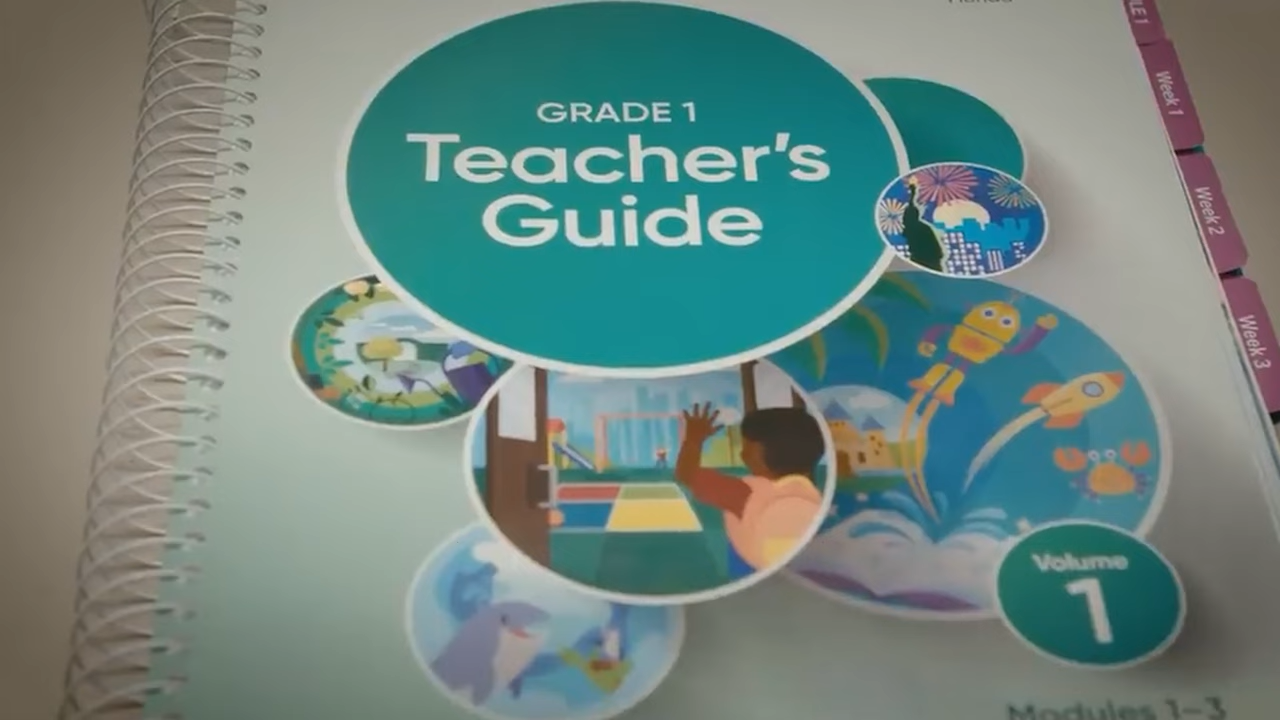 GRADE 1
Teacher's
Guide
Week 1
Week 2
Week 3
Volume
1
Modules 1–3